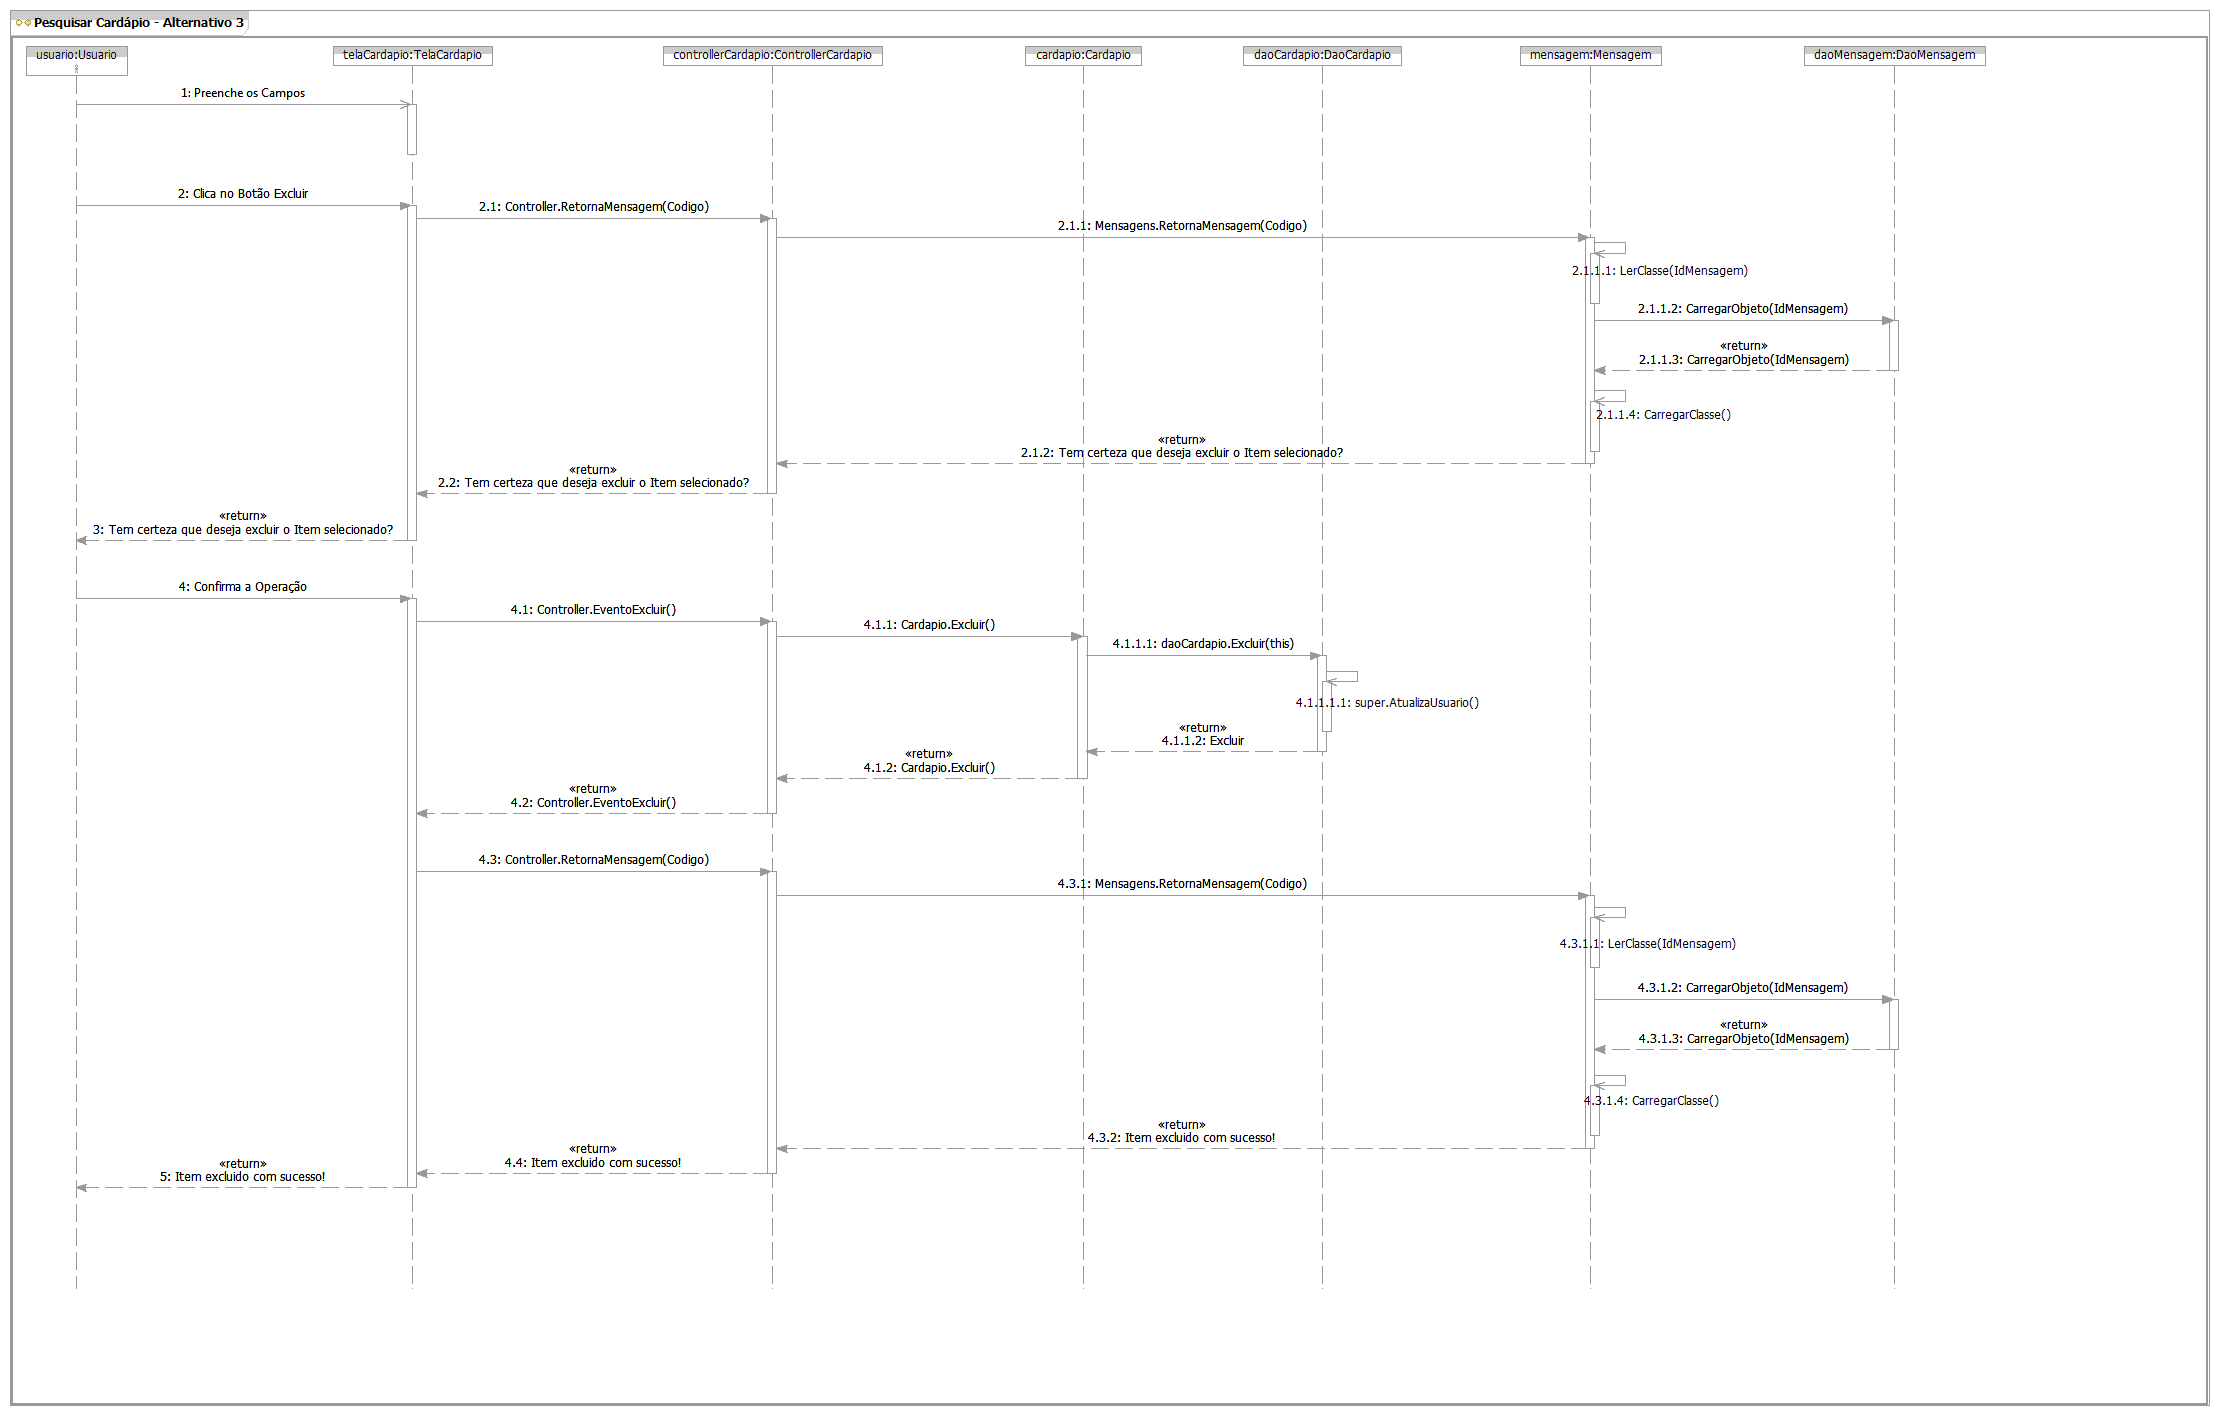 Pesquisar Cardápio - Alternativo 3
usuario:Usuario
telaCardapio:TelaCardapio
controllerCardapio:ControllerCardapio
cardapio:Cardapio
daoCardapio:DaoCardapio
mensagem:Mensagem
daoMensagem:DaoMensagem
1: Preenche os Campos
2: Clica no Botão Excluir
2.1: Controller.RetornaMensagem(Codigo)
2.1.1: Mensagens.RetornaMensagem(Codigo)
2.1.1.1: LerClasse(IdMensagem)
2.1.1.2: CarregarObjeto(IdMensagem)
«return»
2.1.1.3: CarregarObjeto(IdMensagem)
2.1.1.4: CarregarClasse()
«return»
2.1.2: Tem certeza que deseja excluir o Item selecionado?
«return»
2.2: Tem certeza que deseja excluir o Item selecionado?
«return»
3: Tem certeza que deseja excluir o Item selecionado?
4: Confirma a Operação
4.1: Controller.EventoExcluir()
4.1.1: Cardapio.Excluir()
4.1.1.1: daoCardapio.Excluir(this)
4.1.1.1.1: super.AtualizaUsuario()
«return»
4.1.1.2: Excluir
«return»
4.1.2: Cardapio.Excluir()
«return»
4.2: Controller.EventoExcluir()
4.3: Controller.RetornaMensagem(Codigo)
4.3.1: Mensagens.RetornaMensagem(Codigo)
4.3.1.1: LerClasse(IdMensagem)
4.3.1.2: CarregarObjeto(IdMensagem)
«return»
4.3.1.3: CarregarObjeto(IdMensagem)
4.3.1.4: CarregarClasse()
«return»
4.3.2: Item excluido com sucesso!
«return»
4.4: Item excluido com sucesso!
«return»
5: Item excluido com sucesso!